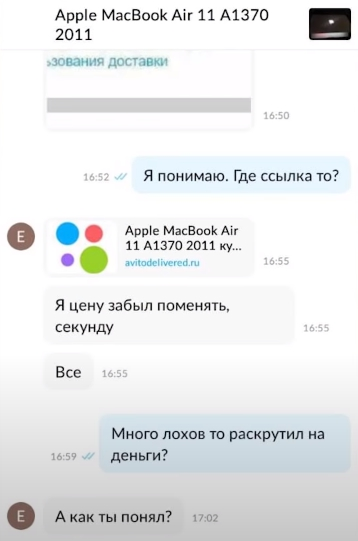 Apple MacBook Air 11 A1370
2011
ьзования доставки
16:50
16:52
Я понимаю. Где ссылка то?
E
Apple MacBook Air
11 A1370 2011 ку...
avitodelivered.ru
16:55
Я цену забыл поменять,
секунду
16:55
Все
16:55
Много лохов то раскрутил на
деньги?
16:59
E
А как ты понял?
17:02